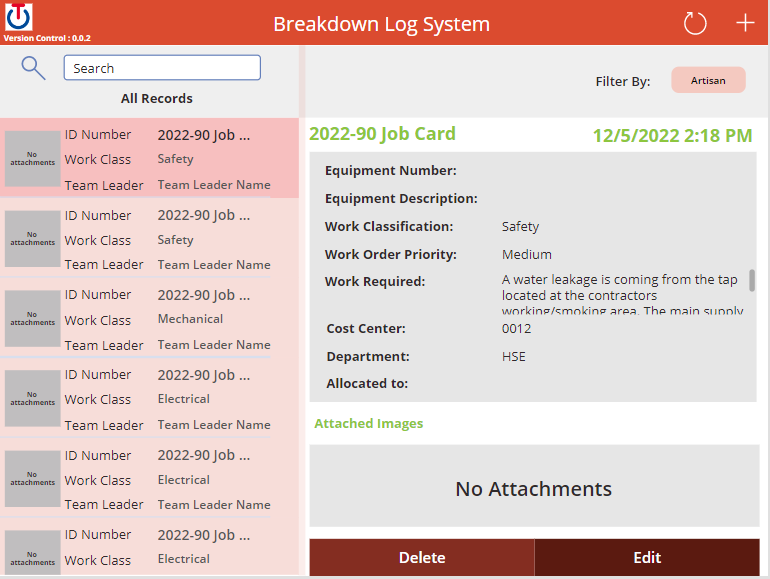 Breakdown Log System
Version Control : 0.0.2
Search
All Records
Filter By:
Artisan
No attachments
ID Number 2022-90 Job ...
Work Class Safety
Team Leader Team Leader Name
No attachments
ID Number 2022-90 Job ...
Work Class Safety
Team Leader Team Leader Name
No attachments
ID Number 2022-90 Job ...
Work Class Mechanical
Team Leader Team Leader Name
No attachments
ID Number 2022-90 Job ...
Work Class Electrical
Team Leader Team Leader Name
No attachments
ID Number 2022-90 Job ...
Work Class Electrical
Team Leader Team Leader Name
No attachments
ID Number 2022-90 Job ...
Work Class Electrical
2022-90 Job Card 12/5/2022 2:18 PM
Equipment Number:
Equipment Description:
Work Classification: Safety
Work Order Priority: Medium
Work Required: A water leakage is coming from the tap
located at the contractors
working/smoking area. The main supply
Cost Center: 0012
Department: HSE
Allocated to:
Attached Images
No Attachments
Delete Edit